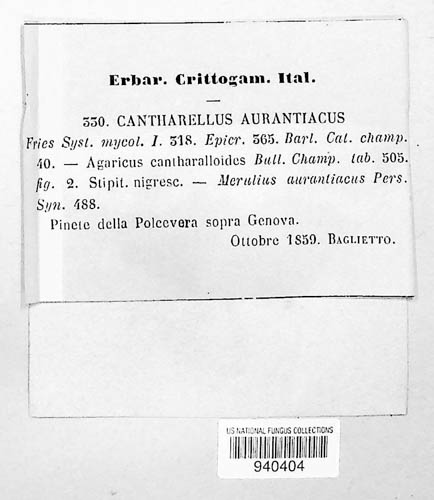 Erbar. Crittogam. Ital.
330. CANTHARELLUS AURANTIACUS
Fries Syst. mycol. I. 318. Epicr. 365. Barl. Cat. champ.
40. — Agaricus cantharalloides Bull. Champ. tab. 505.
fig. 2. Stipit. nigresc. — Merulius aurantiacus Pers.
Syn. 488.
Pinete della Polcevera sopra Genova.
Ottobre 1859. BAGLIETTO.
US NATIONAL FUNGUS COLLECTIONS
940404